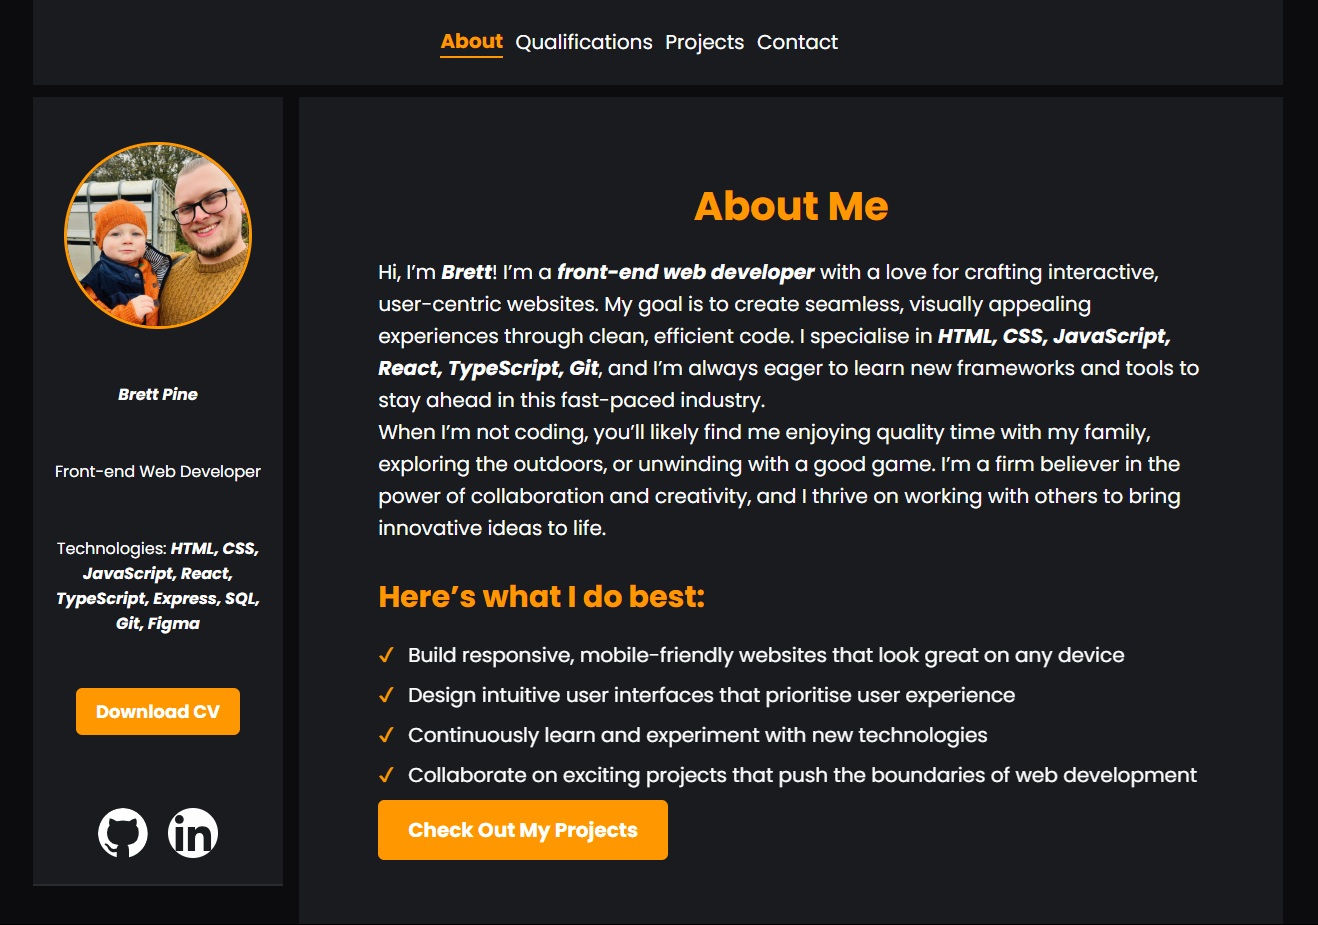 About Qualifications Projects Contact
Brett Pine
Front-end Web Developer
Technologies: HTML, CSS,
JavaScript, React,
TypeScript, Express, SQL,
Git, Figma
Download CV
in
About Me
Hi, I’m Brett! I’m a front-end web developer with a love for crafting interactive,
user-centric websites. My goal is to create seamless, visually appealing
experiences through clean, efficient code. I specialise in HTML, CSS, JavaScript,
React, TypeScript, Git, and I’m always eager to learn new frameworks and tools to
stay ahead in this fast-paced industry.
When I’m not coding, you’ll likely find me enjoying quality time with my family,
exploring the outdoors, or unwinding with a good game. I’m a firm believer in the
power of collaboration and creativity, and I thrive on working with others to bring
innovative ideas to life.
Here’s what I do best:
✓ Build responsive, mobile-friendly websites that look great on any device
✓ Design intuitive user interfaces that prioritise user experience
✓ Continuously learn and experiment with new technologies
✓ Collaborate on exciting projects that push the boundaries of web development
Check Out My Projects